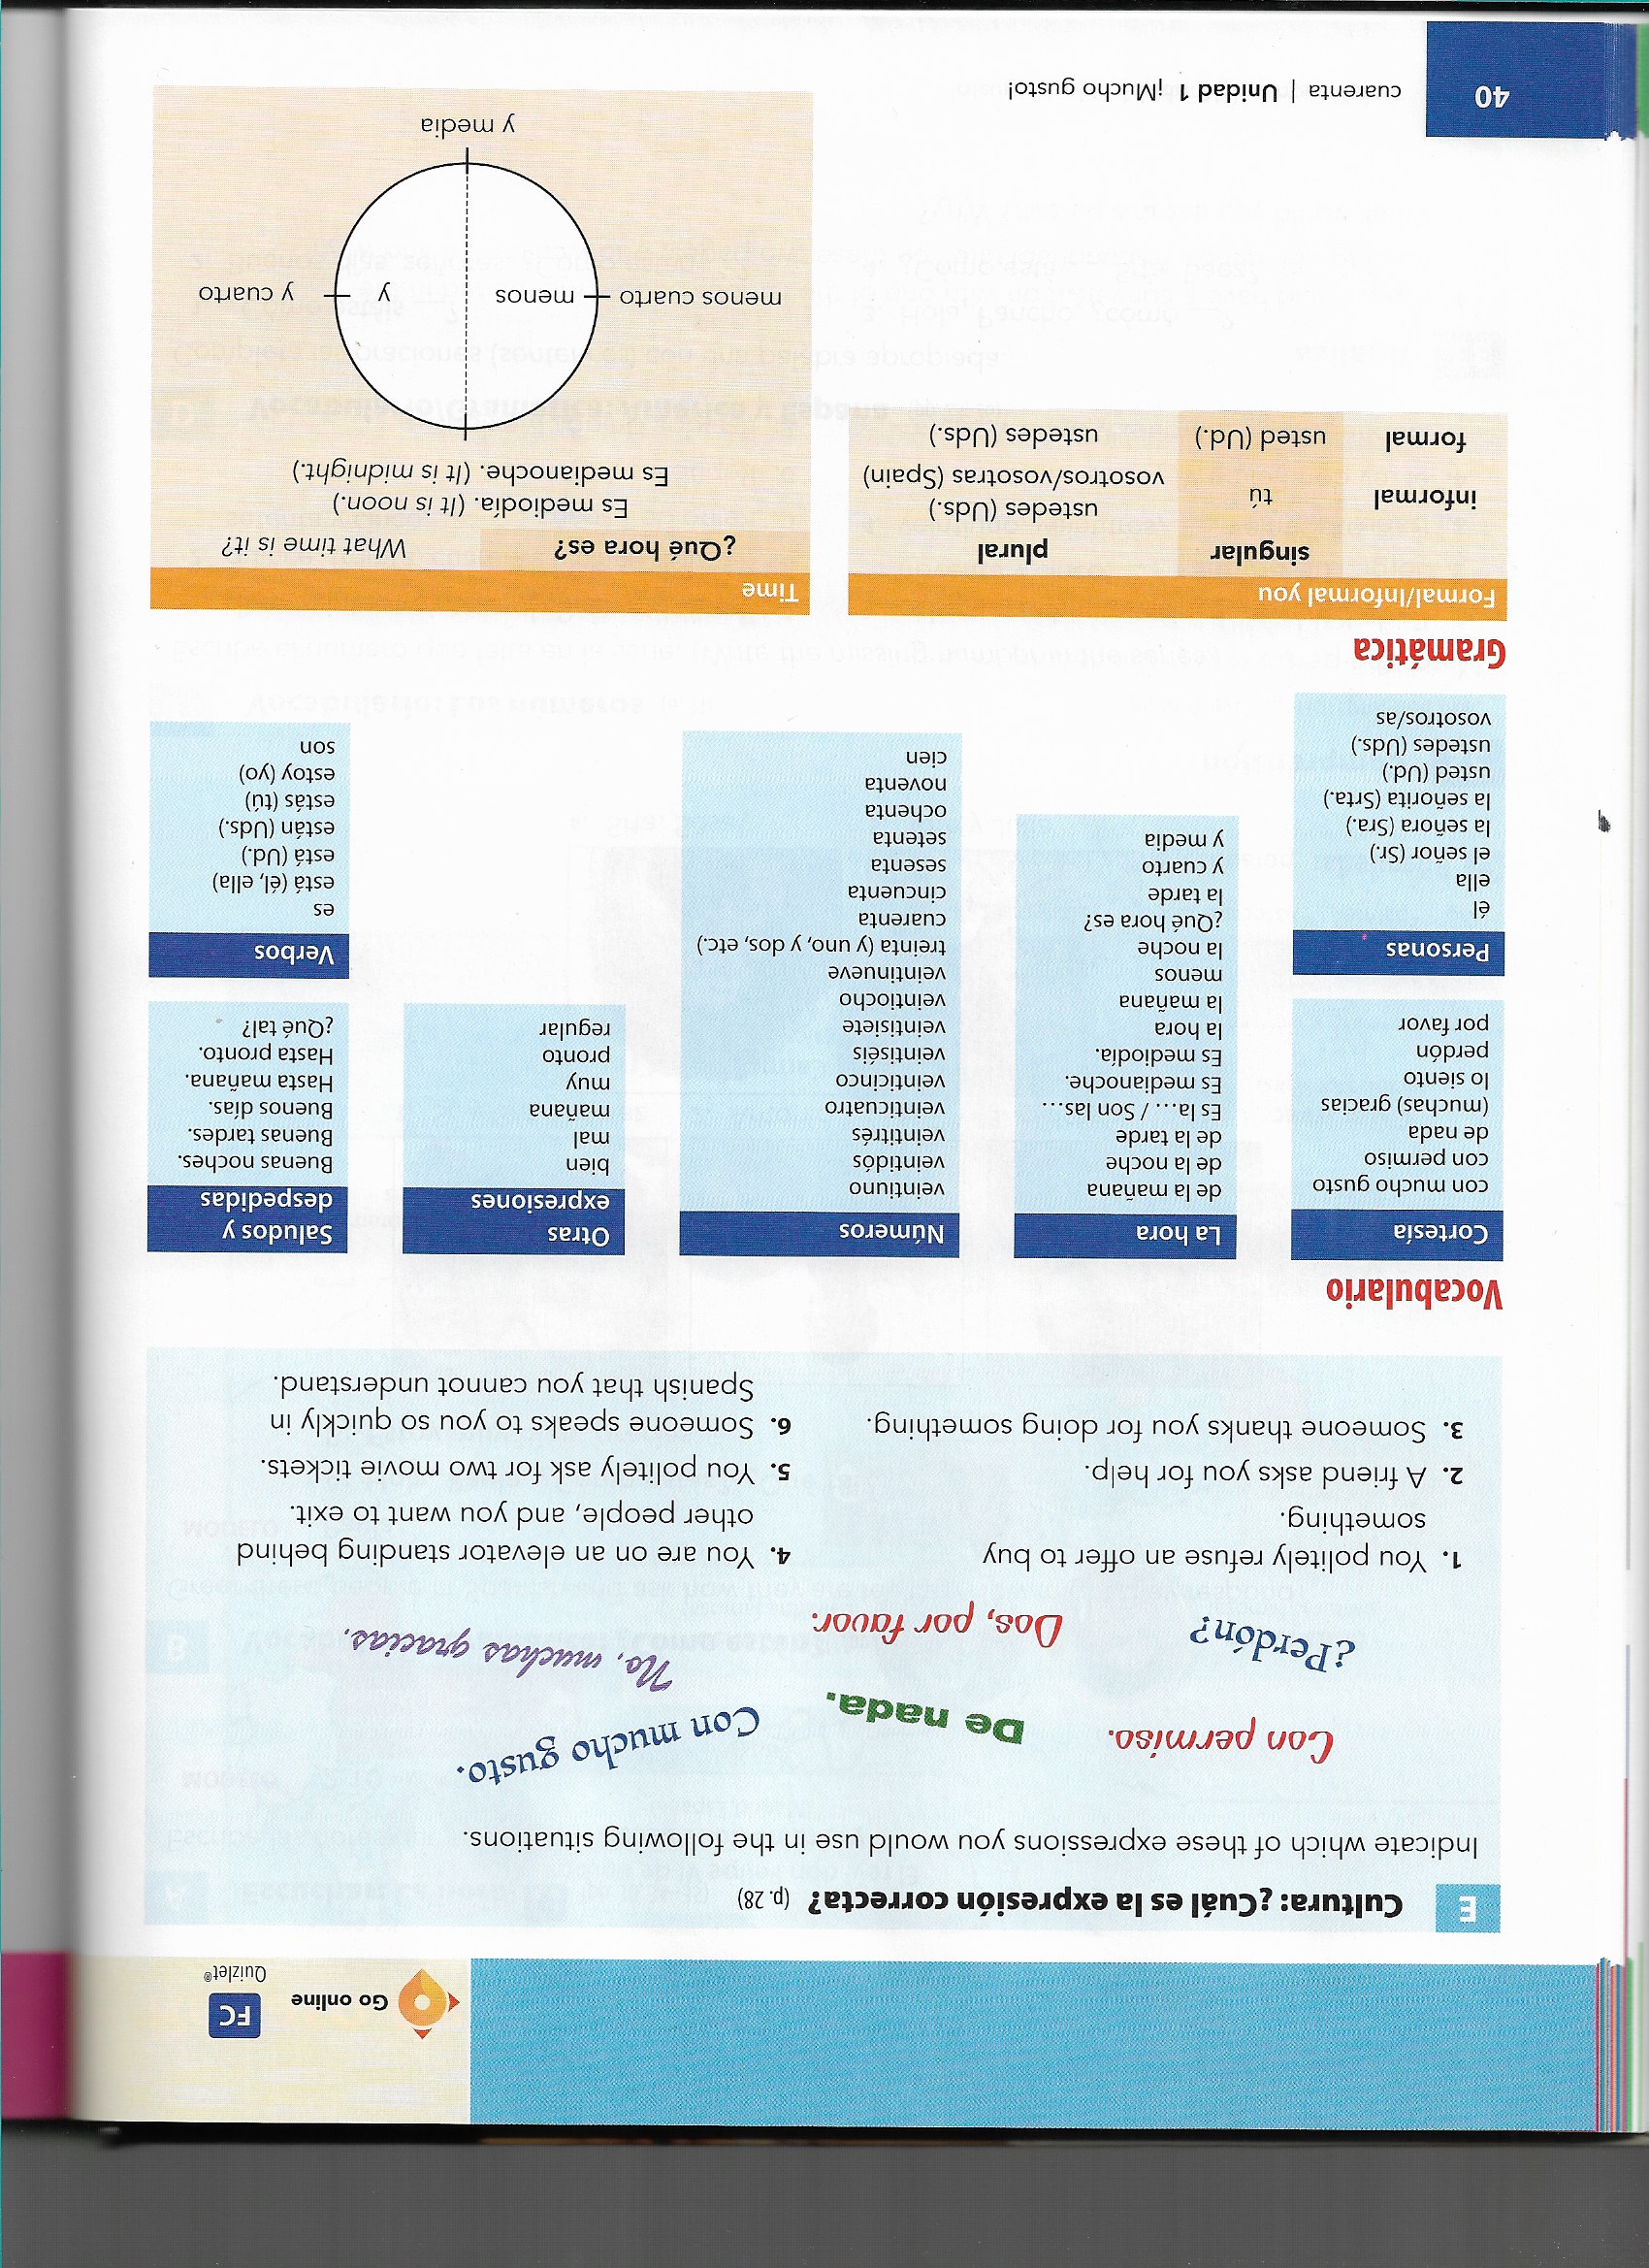 Go online
FC
Quizlet®
E Cultura: ¿Cuál es la expresión correcta? (p. 28)
Indicate which of these expressions you would use in the following situations.
Con permiso.
De nada.
Con mucho gusto.
¿Perdón?
Dos, por favor.
No, muchas gracias.
1. You politely refuse an offer to buy
something.
2. A friend asks you for help.
3. Someone thanks you for doing something.
4. You are on an elevator standing behind
other people, and you want to exit.
5. You politely ask for two movie tickets.
6. Someone speaks to you so quickly in
Spanish that you cannot understand.
Vocabulario
Cortesía
con mucho gusto
con permiso
de nada
(muchas) gracias
lo siento
perdón
por favor
Personas
él
ella
el señor (Sr.)
la señora (Sra.)
la señorita (Srta.)
usted (Ud.)
ustedes (Uds.)
vosotros/as
La hora
de la mañana
de la noche
de la tarde
Es la... / Son las...
Es medianoche.
Es mediodía.
la hora
la mañana
menos
la noche
¿Qué hora es?
la tarde
y cuarto
y media
Números
veintiuno
veintidós
veintitrés
veinticuatro
veinticinco
veintiséis
veintisiete
veintiocho
veintinueve
treinta (y uno, y dos, etc.)
cuarenta
cincuenta
sesenta
setenta
ochenta
noventa
cien
Otras
expresiones
bien
mal
mañana
muy
pronto
regular
Saludos y
despedidas
Buenas noches.
Buenas tardes.
Buenos días.
Hasta mañana.
Hasta pronto.
¿Qué tal?
Verbos
es
está (él, ella)
está (Ud.)
están (Uds.)
estás (tú)
estoy (yo)
son
Gramática
Formal/Informal you
singular plural
informal tú ustedes (Uds.)
vosotros/vosotras (Spain)
formal usted (Ud.) ustedes (Uds.)
Time
¿Qué hora es? What time is it?
Es mediodía. (It is noon.)
Es medianoche. (It is midnight.)
menos cuarto menos y y cuarto
y media
40 cuarenta | Unidad 1 ¡Mucho gusto!